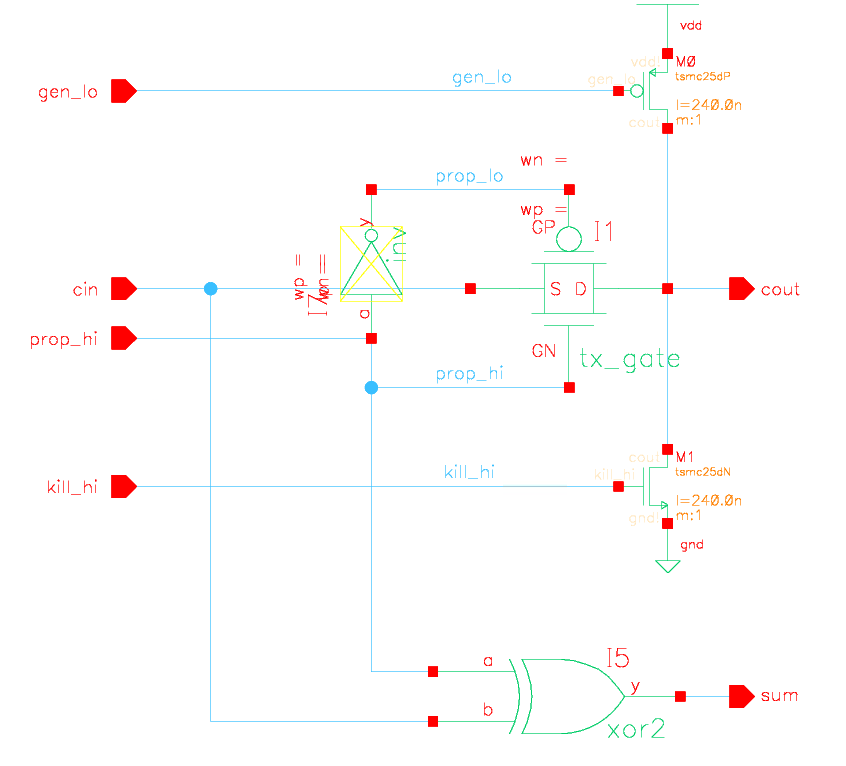 vdd
vdd!
M0
tsmc25dP
gen_lo
gen_lo
gen_lo
l=240.0n
m:1
cout
wn =
prop_lo
wp =
GP
I1
y
inv
wp =
wn =
I7
cin
S D
cout
a
prop_hi
GN
tx_gate
prop_hi
cout
M1
tsmc25dN
kill_hi
kill_hi
kill_hi
l=240.0n
m:1
gnd!
gnd
I5
a
y
sum
b
xor2